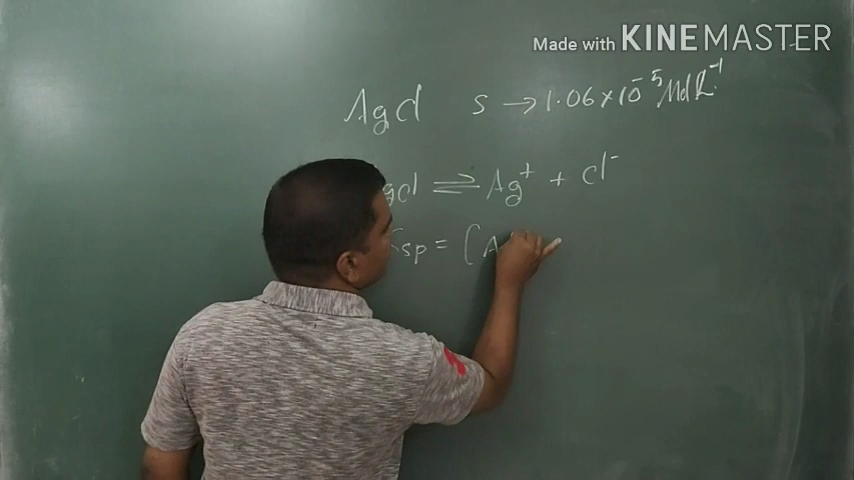 Made with KINEMASTER
AgCl s → 1.06 × 10⁻⁵ Mol L⁻¹
gCl ⇌ Ag⁺ + Cl⁻
sp = [A